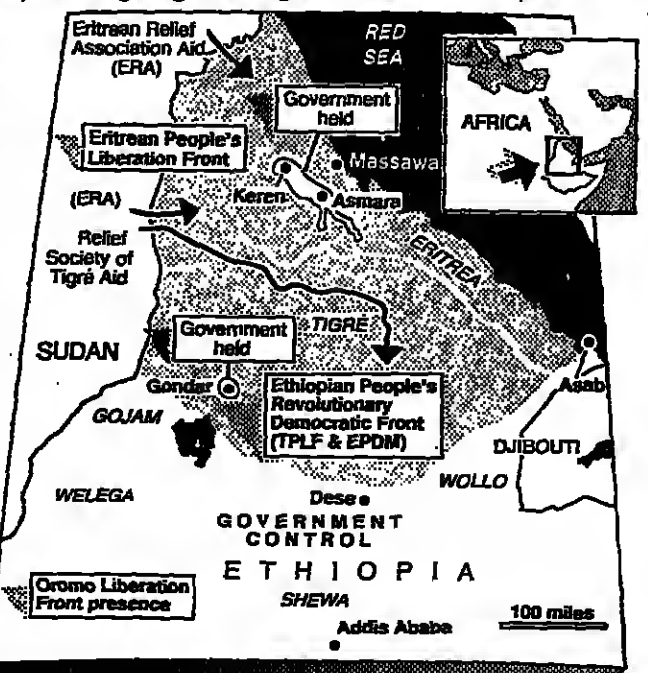 Eritrean Relief
Association Aid
(ERA)
RED
SEA
Government
held
AFRICA
Eritrean People's
Liberation Front
Massawa
Keren
Asmara
(ERA)
Relief
Society of
Tigré Aid
ERITREA
TIGRE
Government
held
SUDAN
Gondar
Asab
Ethiopian People's
Revolutionary
Democratic Front
(TPLF & EPDM)
GOJAM
DJIBOUTI
WELEGA
WOLLO
Dese
GOVERNMENT
CONTROL
ETHIOPIA
Oromo Liberation
Front presence
SHEWA
100 miles
Addis Ababa